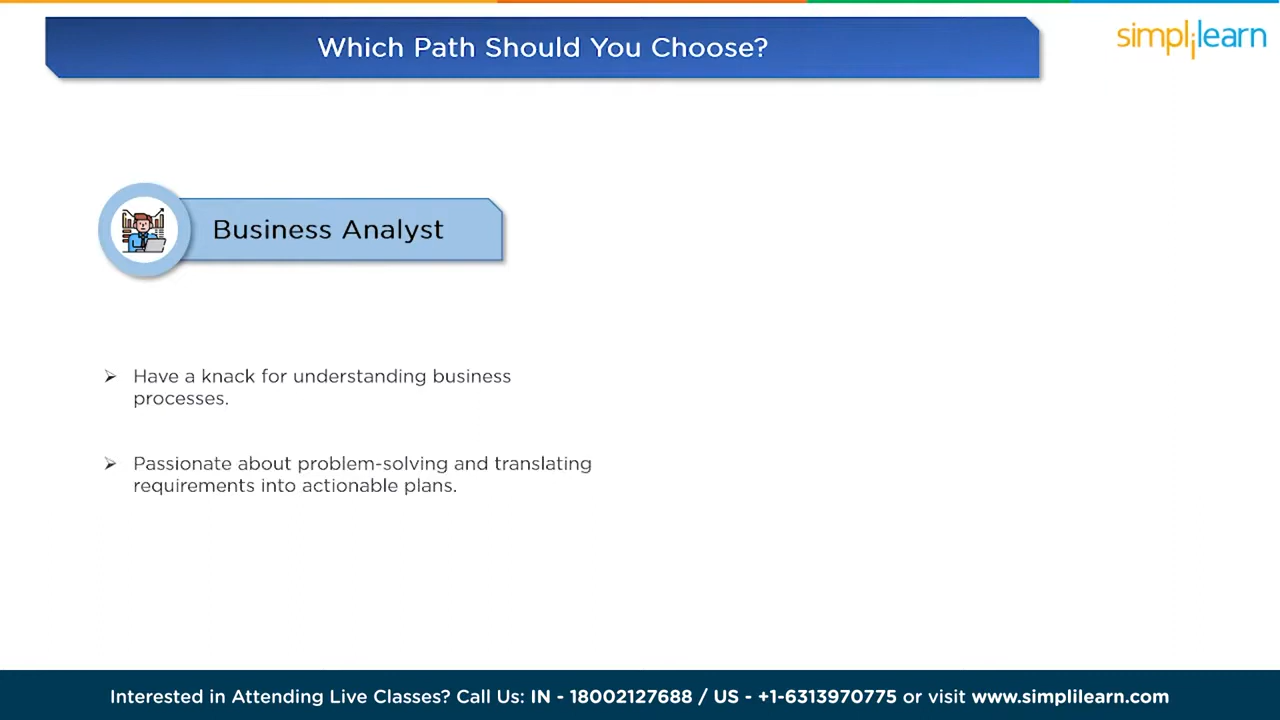 Which Path Should You Choose?
simplilearn
Business Analyst
➢ Have a knack for understanding business
processes.
➢ Passionate about problem-solving and translating
requirements into actionable plans.
Interested in Attending Live Classes? Call Us: IN - 18002127688 / US - +1-6313970775 or visit www.simplilearn.com